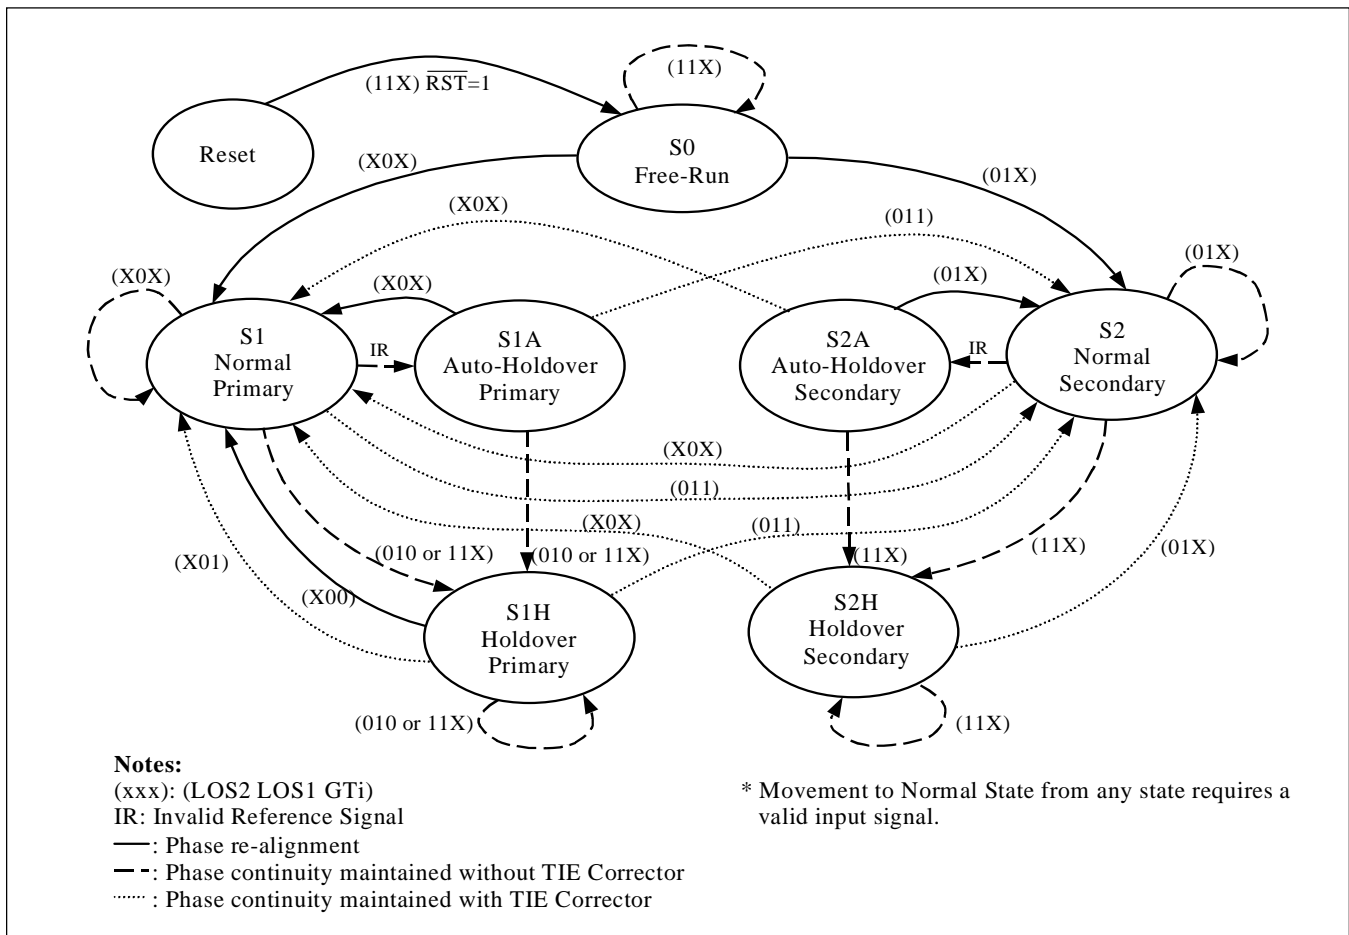 (11X) RST=1
(11X)
Reset
S0
Free-Run
(X0X)
(01X)
(X0X)
(011)
(X0X)
(X0X)
(01X)
(01X)
S1
Normal
Primary
IR
S1A
Auto-Holdover
Primary
S2A
Auto-Holdover
Secondary
IR
S2
Normal
Secondary
(X0X)
(011)
(X0X)
(011)
(X01)
(010 or 11X)
(010 or 11X)
(11X)
(11X)
(01X)
(X00)
S1H
Holdover
Primary
S2H
Holdover
Secondary
(010 or 11X)
(11X)
Notes:
(xxx): (LOS2 LOS1 GTi)
IR: Invalid Reference Signal
: Phase re-alignment
: Phase continuity maintained without TIE Corrector
: Phase continuity maintained with TIE Corrector
* Movement to Normal State from any state requires a
valid input signal.